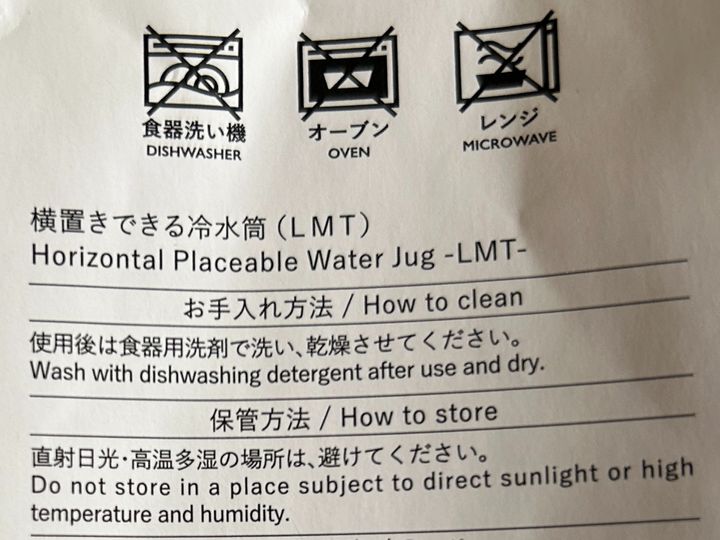 食器洗い機 オーブン レンジ
DISHWASHER OVEN MICROWAVE
横置きできる冷水筒（LMT）
Horizontal Placeable Water Jug -LMT-
お手入れ方法 / How to clean
使用後は食器用洗剤で洗い、乾燥させてください。
Wash with dishwashing detergent after use and dry.
保管方法 / How to store
直射日光・高温多湿の場所は、避けてください。
Do not store in a place subject to direct sunlight or high
temperature and humidity.